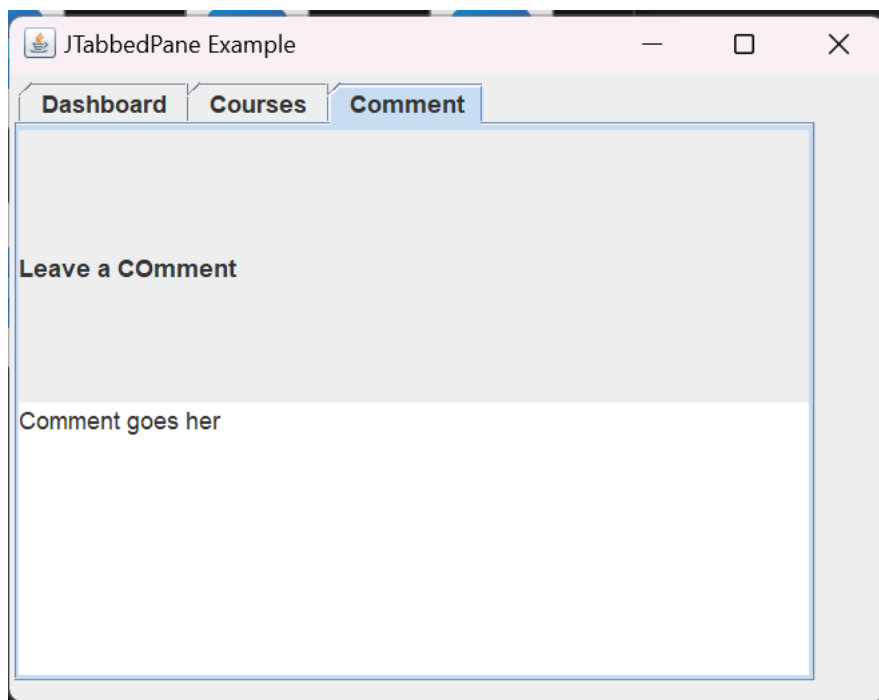 JTabbedPane Example
Dashboard Courses Comment
Leave a COmment
Comment goes her